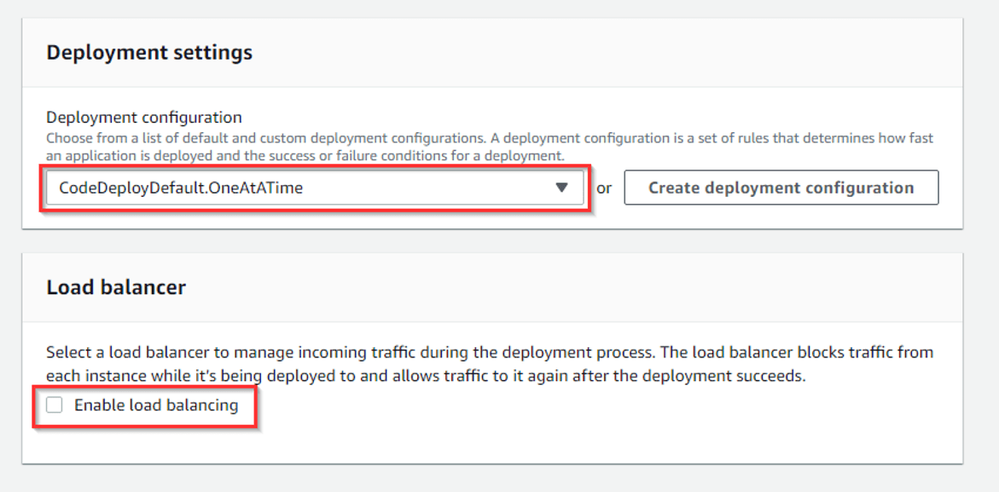 Deployment settings
Deployment configuration
Choose from a list of default and custom deployment configurations. A deployment configuration is a set of rules that determines how fast
an application is deployed and the success or failure conditions for a deployment.
CodeDeployDefault.OneAtATime or Create deployment configuration
Load balancer
Select a load balancer to manage incoming traffic during the deployment process. The load balancer blocks traffic from
each instance while it's being deployed to and allows traffic to it again after the deployment succeeds.
Enable load balancing